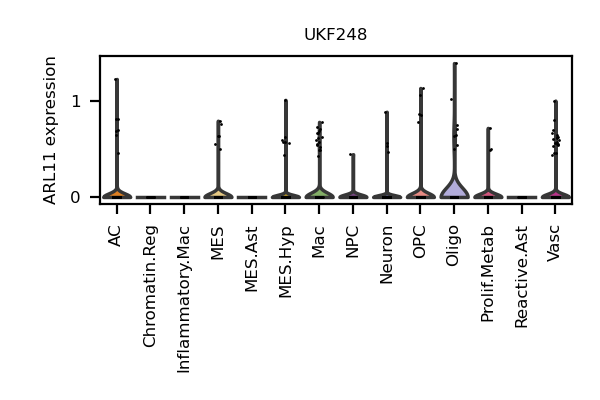 UKF248
ARL11 expression
1
0
AC
Chromatin.Reg
Inflammatory.Mac
MES
MES.Ast
MES.Hyp
Mac
NPC
Neuron
OPC
Oligo
Prolif.Metab
Reactive.Ast
Vasc